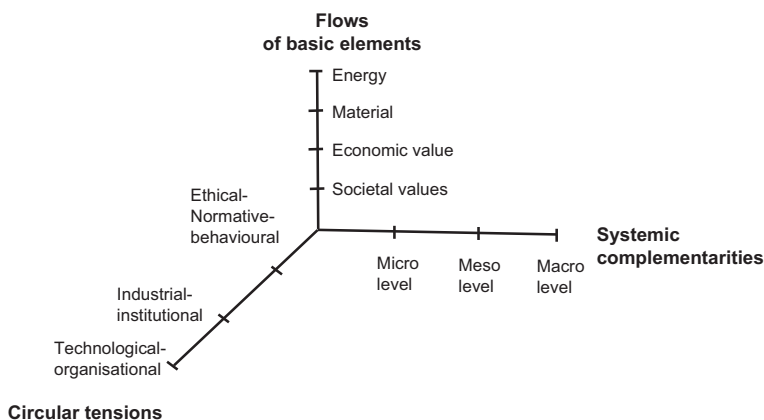 Flows
of basic elements
Energy
Material
Economic value
Societal values
Ethical-
Normative-
behavioural
Systemic
complementarities
Micro
level
Meso
level
Macro
level
Industrial-
institutional
Technological-
organisational
Circular tensions